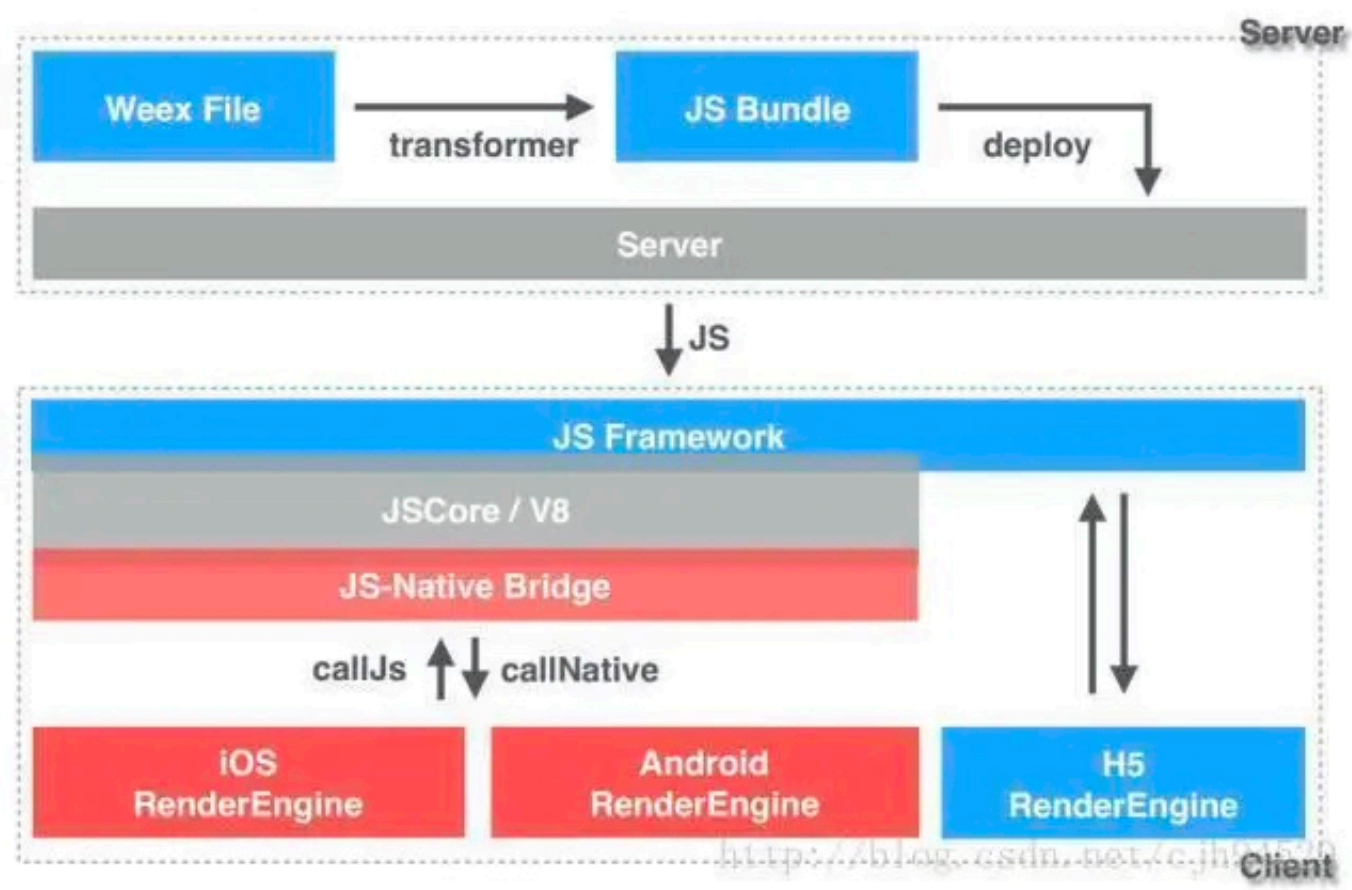 Server
Weex File
transformer
JS Bundle
deploy
Server
JS
JS Framework
JSCore / V8
JS-Native Bridge
callJs
callNative
iOS
RenderEngine
Android
RenderEngine
H5
RenderEngine
Client